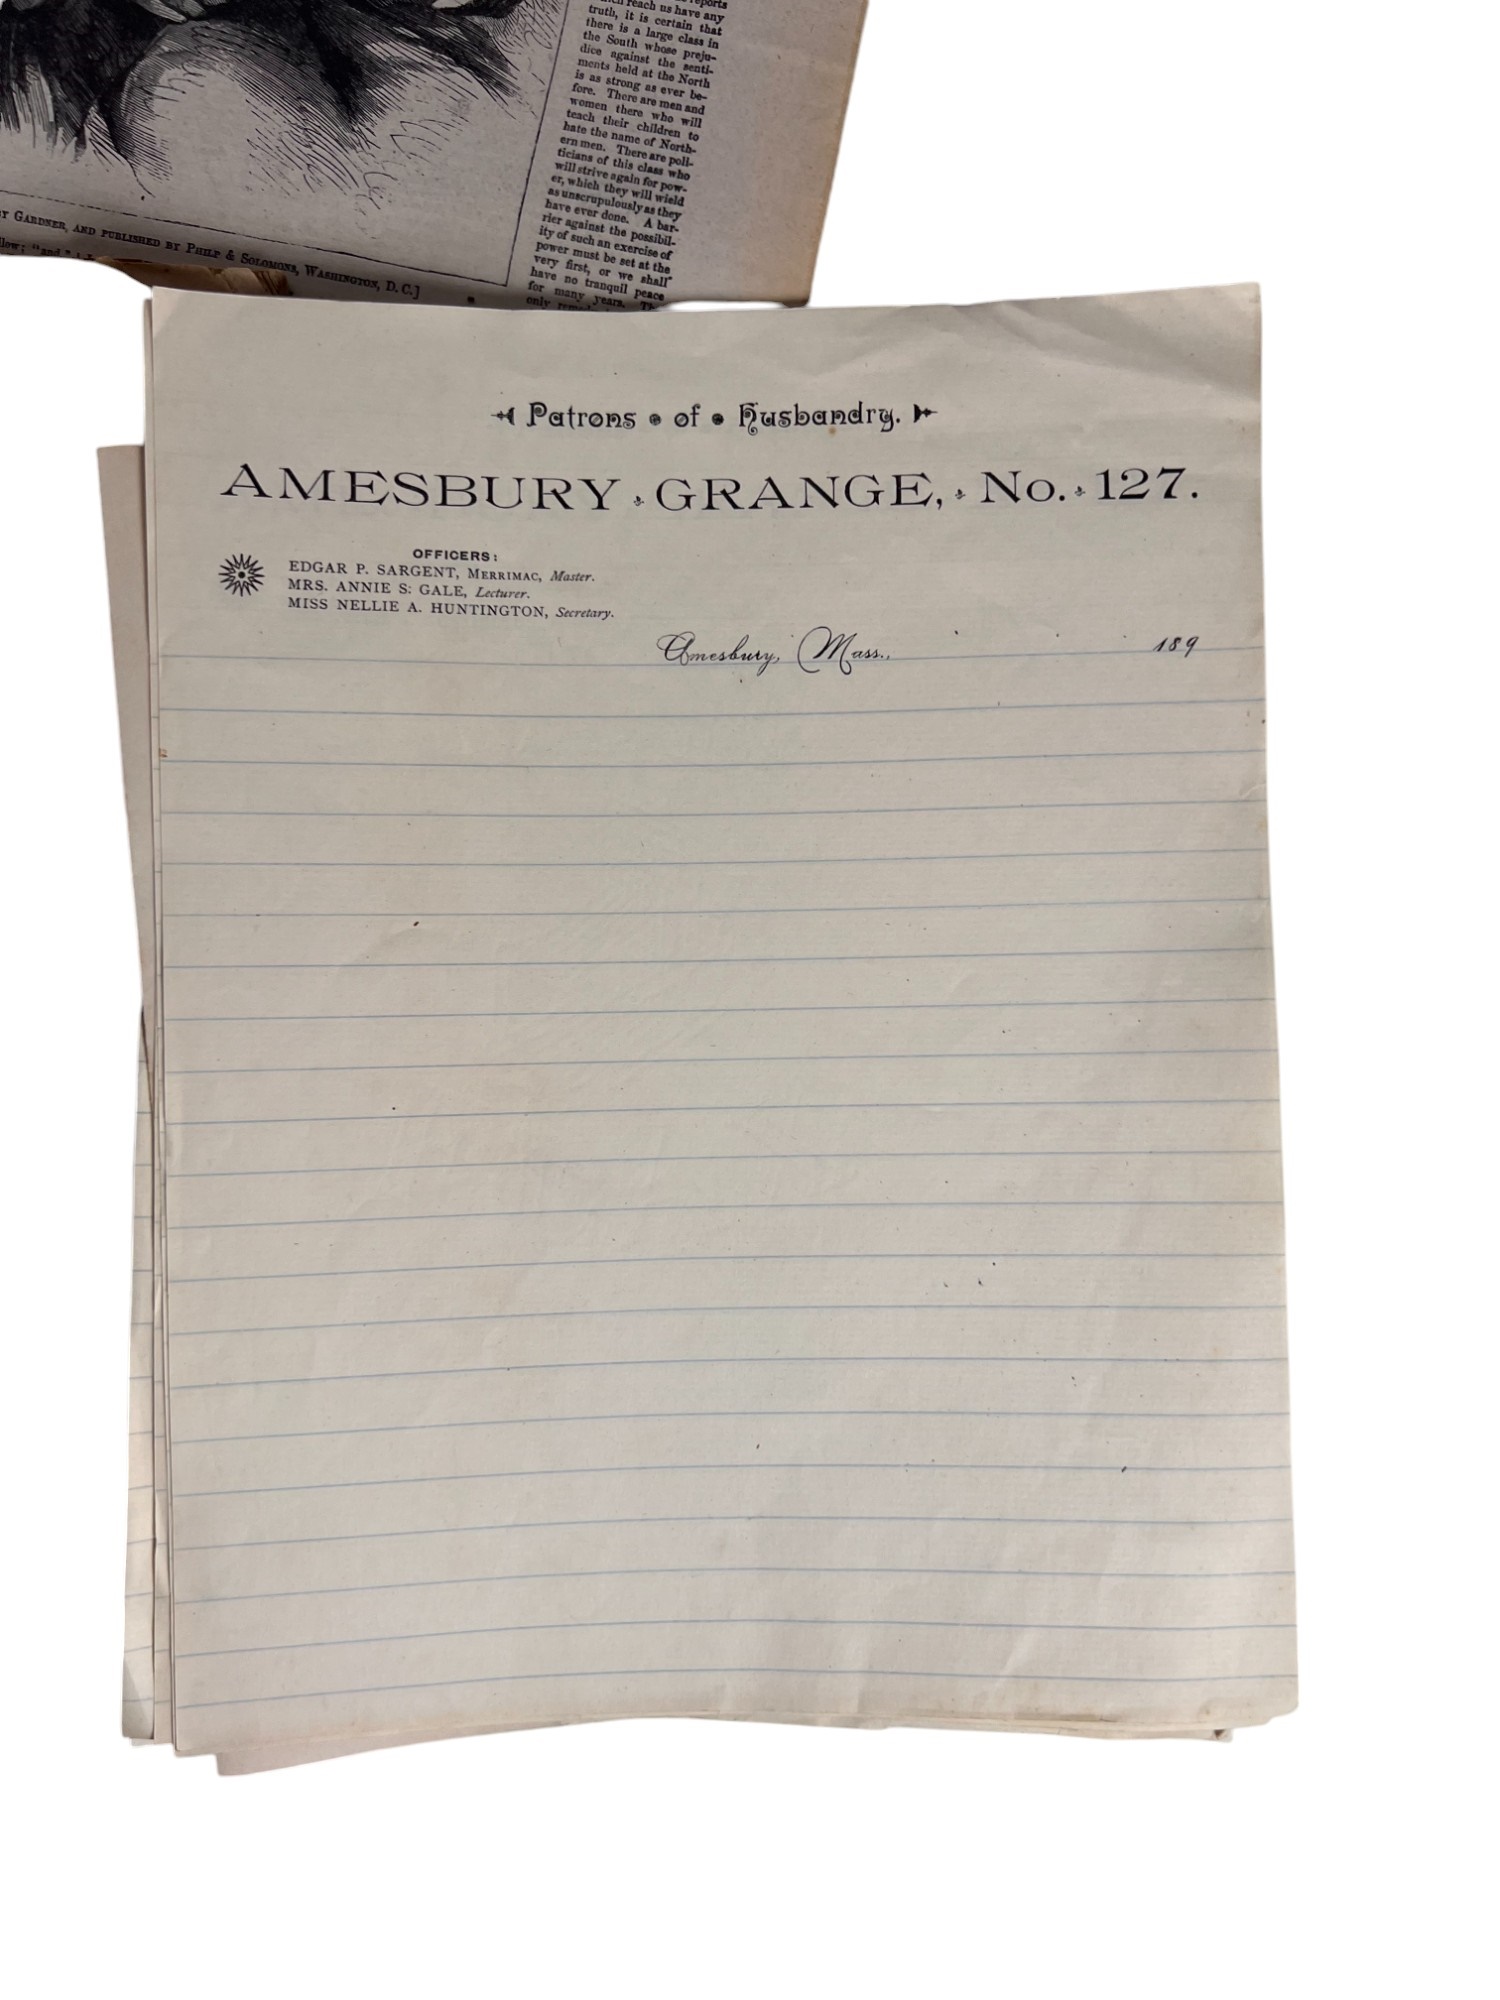 reach us have any
truth, it is certain that
there is a large class in
the South whose preju-
dice against the senti-
ments held at the North
is as strong as ever be-
fore. There are men and
women there who will
teach their children to
hate the name of North-
ern men. There are poli-
ticians of this class who
will strive again for pow-
er, which they will wield
as unscrupulously as they
have ever done. A bar-
rier against the possibil-
ity of such an exercise of
power must be set at the
very first, or we shall
have no tranquil peace
for many years.
only
GARDNER, AND PUBLISHED BY PHILP & SOLOMONS, WASHINGTON, D. C.]
Patrons of Husbandry.
AMESBURY GRANGE, No. 127.
OFFICERS:
EDGAR P. SARGENT, MERRIMAC, Master.
MRS. ANNIE S. GALE, Lecturer.
MISS NELLIE A. HUNTINGTON, Secretary.
Amesbury, Mass., 189